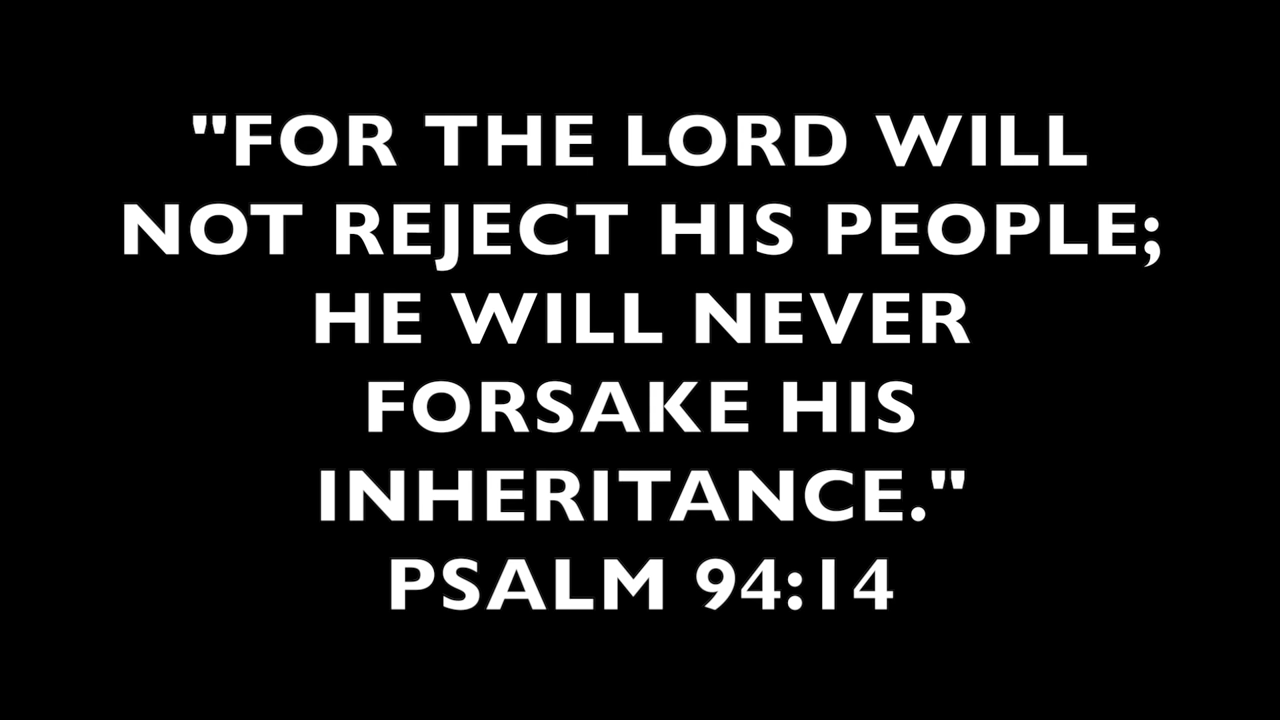 "FOR THE LORD WILL
NOT REJECT HIS PEOPLE;
HE WILL NEVER
FORSAKE HIS
INHERITANCE."
PSALM 94:14